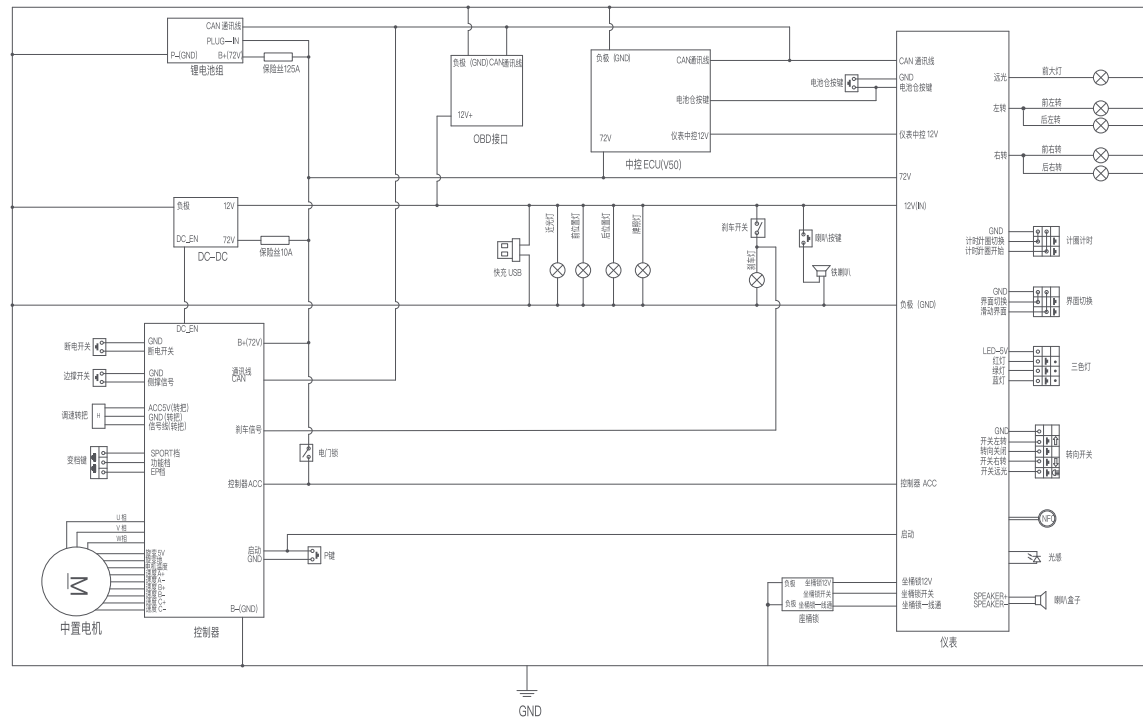 CAN 通讯线
PLUG—IN
P-(GND)
B+(72V)
锂电池组
保险丝125A
负极 (GND)
CAN通讯线
12V+
OBD接口
负极 (GND)
CAN通讯线
电池仓按键
72V
仪表中控12V
中控 ECU(V50)
电池仓按键
CAN 通讯线
GND
电池仓按键
仪表中控 12V
72V
12V(IN)
负极 (GND)
控制器 ACC
启动
坐桶锁12V
坐桶锁开关
坐桶锁一线通
仪表
远光
前大灯
左转
前左转
后左转
右转
前右转
后右转
GND
计时计圈切换
计时计圈开始
计圈计时
GND
界面切换
滑动界面
界面切换
LED-5V
红灯
绿灯
蓝灯
三色灯
GND
开关左转
转向关闭
开关右转
开关远光
转向开关
NFC
光感
SPEAKER+
SPEAKER-
喇叭盒子
负极
12V
DC_EN
72V
DC-DC
保险丝10A
快充 USB
近光灯
前位置灯
后位置灯
牌照灯
刹车开关
刹车灯
喇叭按键
铁喇叭
DC_EN
断电开关
GND
断电开关
边撑开关
GND
侧撑信号
调速转把
H
ACC5V(转把)
GND (转把)
信号线(转把)
变档键
SPORT档
功能档
EP档
U 相
V 相
W相
M
中置电机
B+(72V)
通讯线
CAN
刹车信号
控制器ACC
启动
GND
B-(GND)
控制器
电门锁
P键
负极
坐桶锁12V
坐桶锁开关
负极
坐桶锁一线通
座桶锁
GND